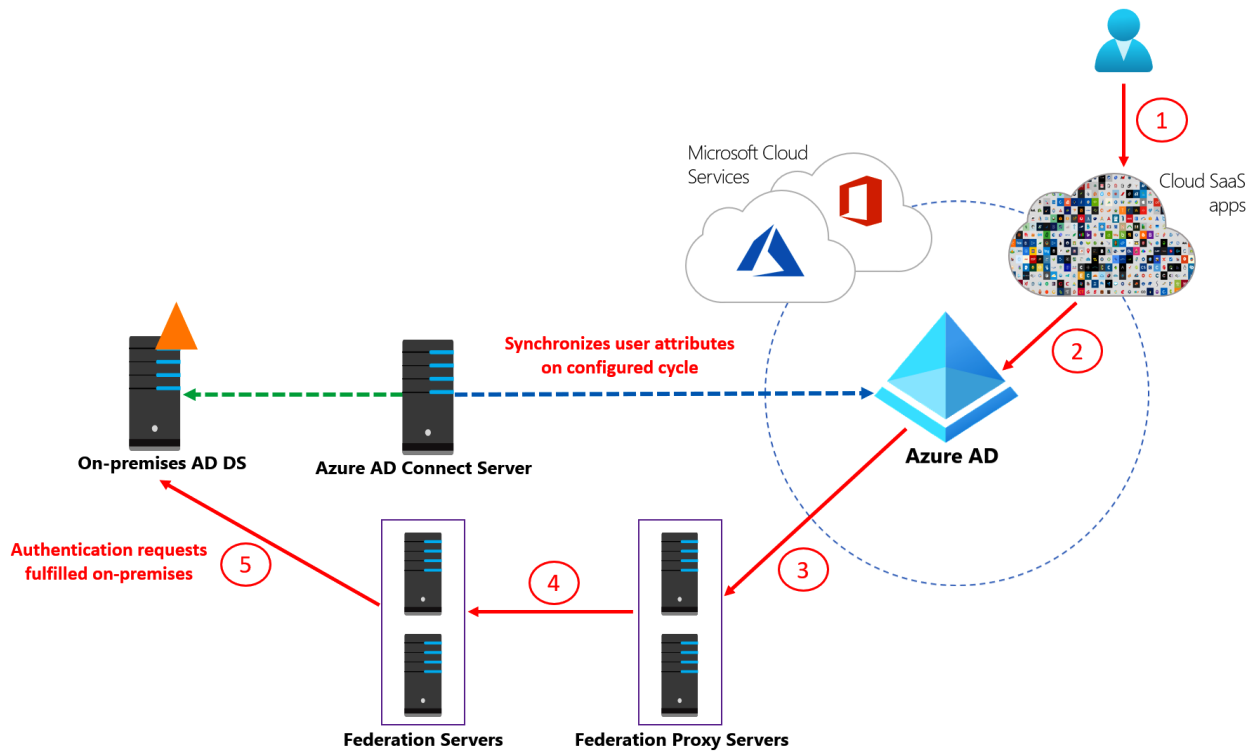 1
Microsoft Cloud
Services
Cloud SaaS
apps
2
Synchronizes user attributes
on configured cycle
On-premises AD DS
Azure AD Connect Server
Azure AD
Authentication requests
fulfilled on-premises
5
4
3
Federation Servers
Federation Proxy Servers